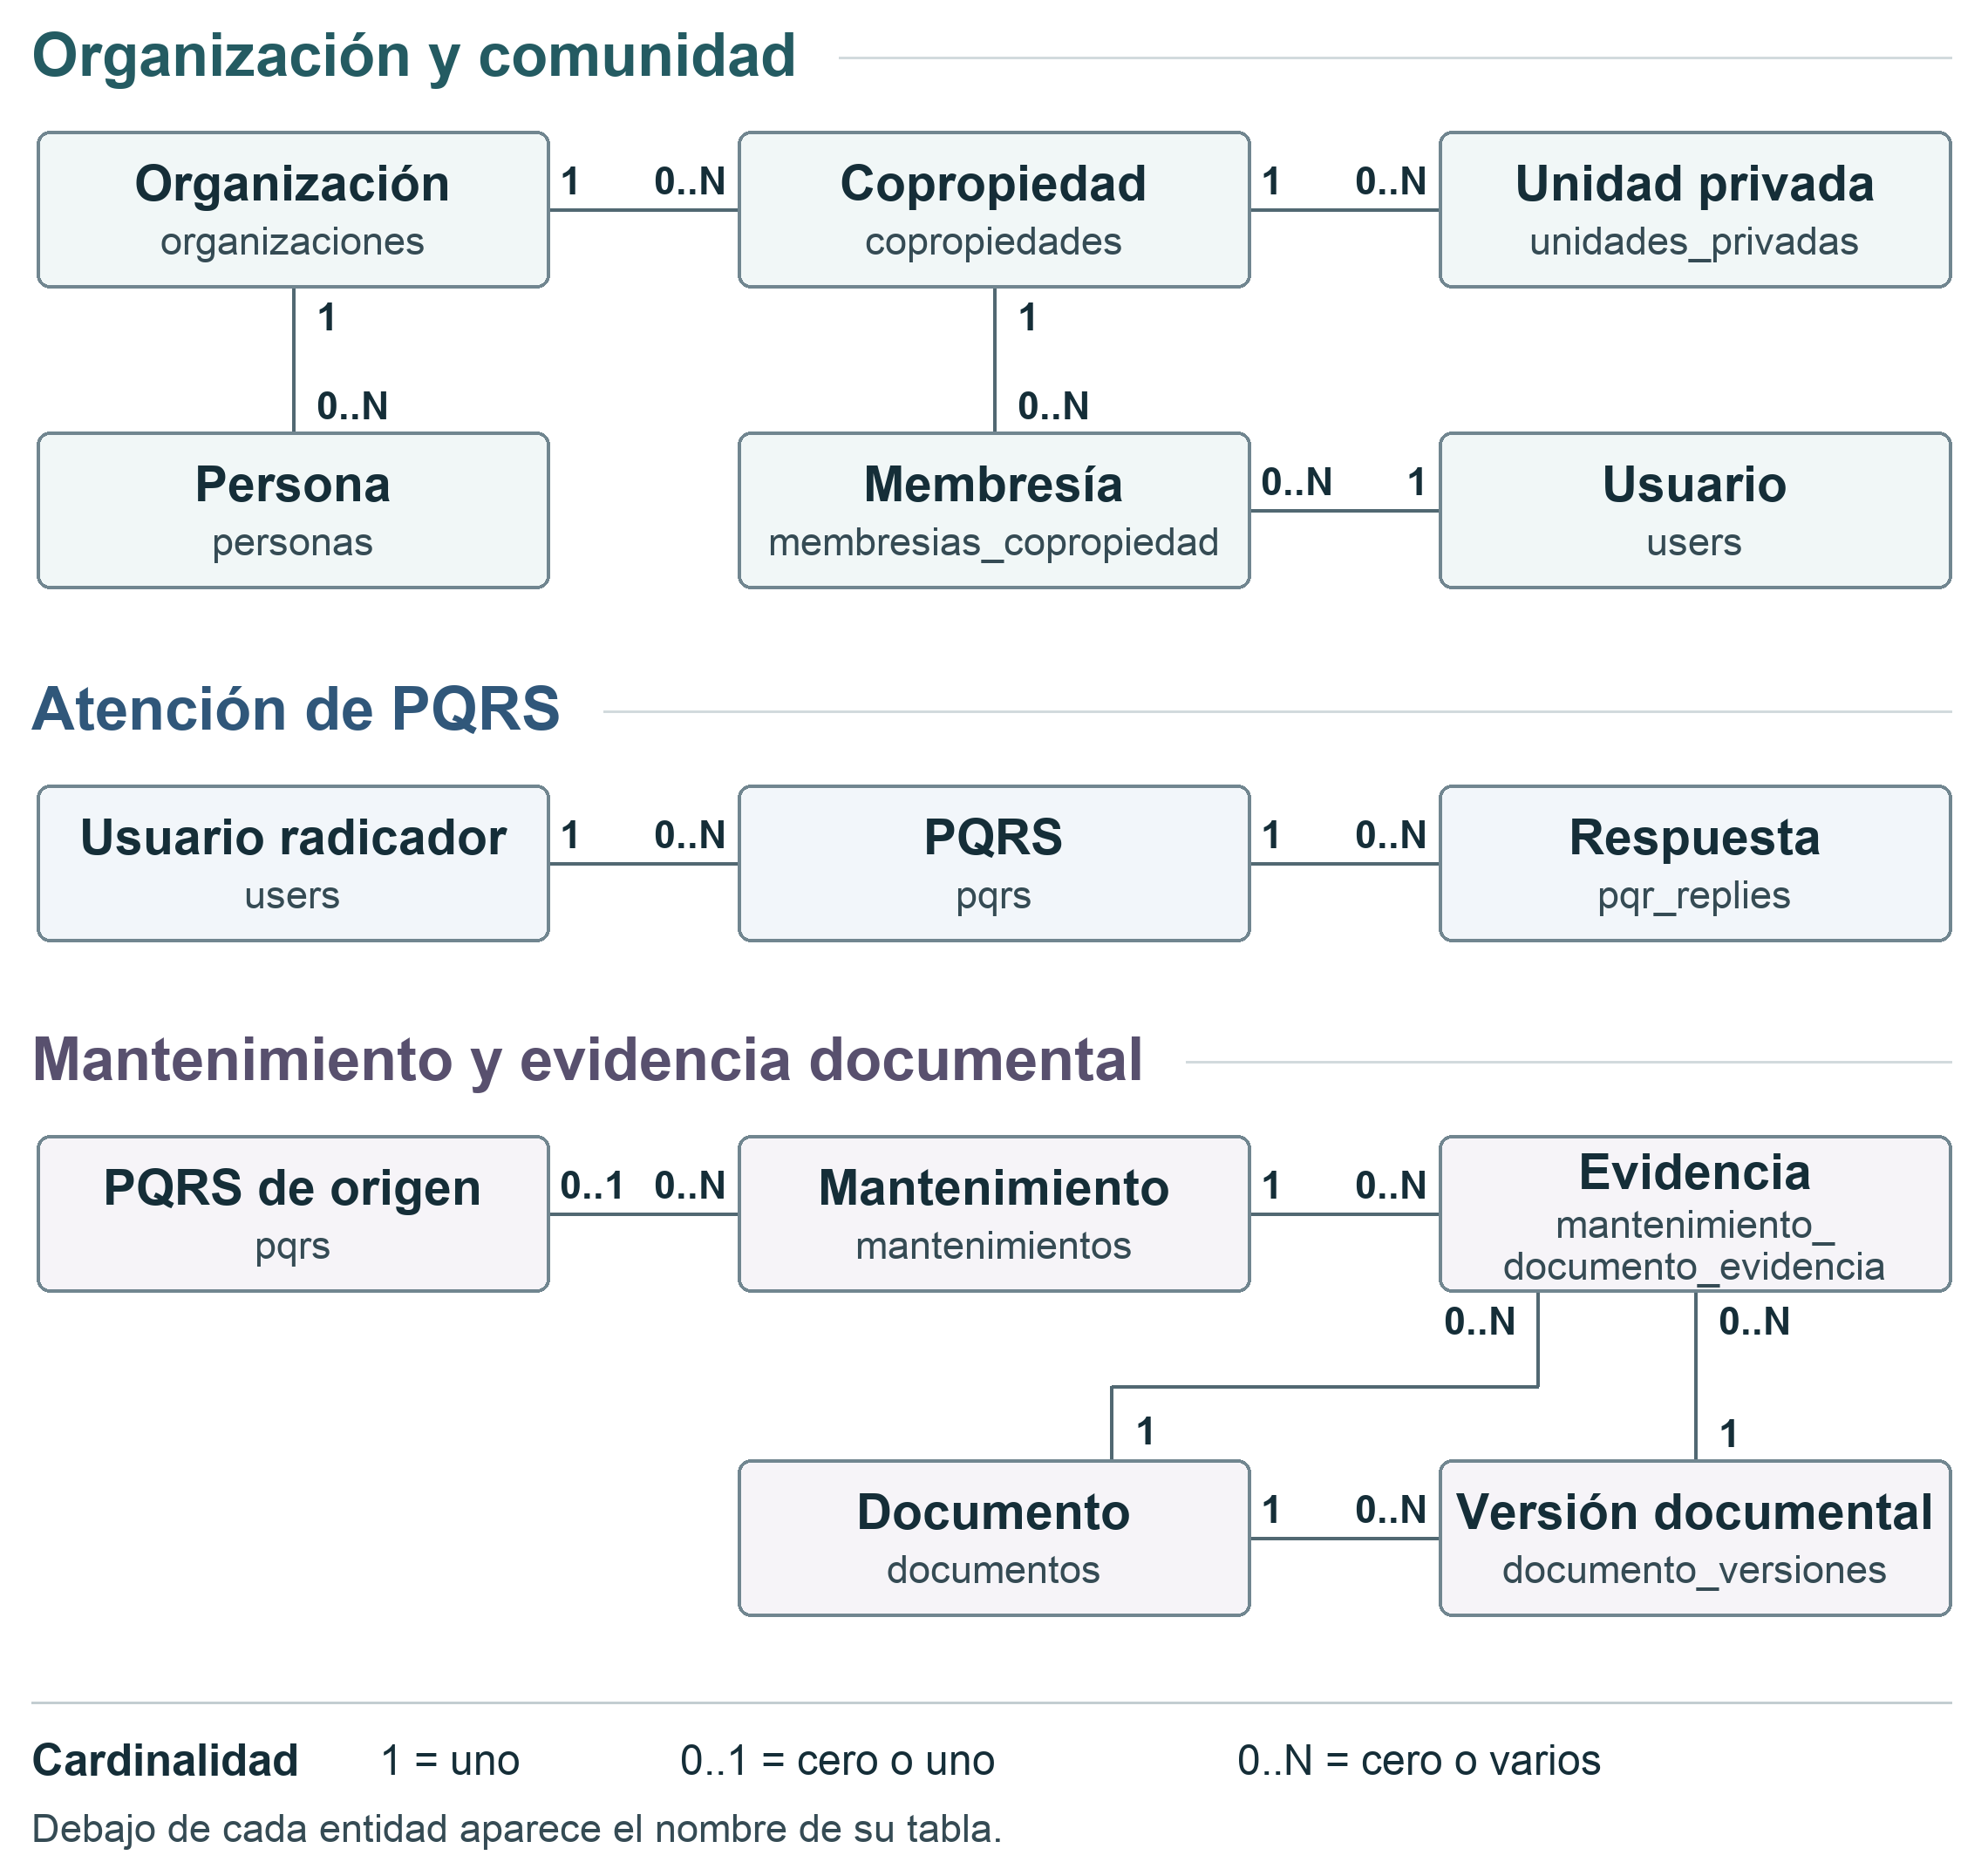 Organización y comunidad
Organización
organizaciones
1
0..N
Copropiedad
copropiedades
1
0..N
Unidad privada
unidades_privadas
1
0..N
1
0..N
Persona
personas
Membresía
membresias_copropiedad
0..N
1
Usuario
users
Atención de PQRS
Usuario radicador
users
1
0..N
PQRS
pqrs
1
0..N
Respuesta
pqr_replies
Mantenimiento y evidencia documental
PQRS de origen
pqrs
0..1
0..N
Mantenimiento
mantenimientos
1
0..N
Evidencia
mantenimiento_
documento_evidencia
0..N
0..N
1
1
Documento
documentos
1
0..N
Versión documental
documento_versiones
Cardinalidad
1 = uno
0..1 = cero o uno
0..N = cero o varios
Debajo de cada entidad aparece el nombre de su tabla.